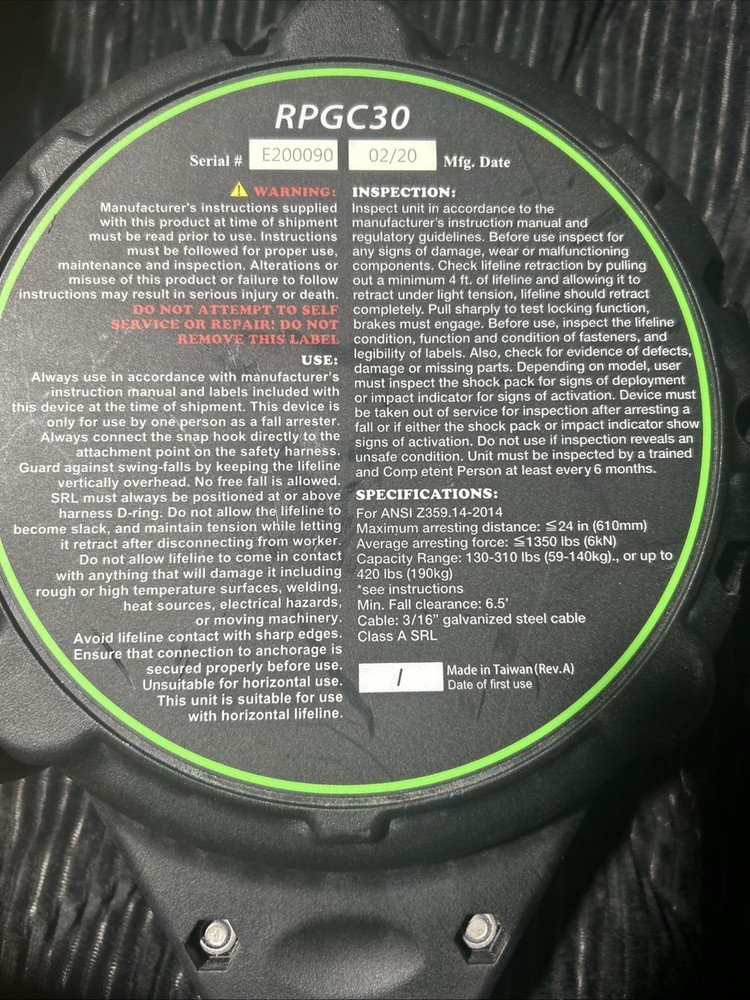 RPGC30
Serial # E200090 02/20 Mfg. Date
⚠ WARNING:
Manufacturer's instructions supplied
with this product at time of shipment
must be read prior to use. Instructions
must be followed for proper use,
maintenance and inspection. Alterations or
misuse of this product or failure to follow
instructions may result in serious injury or death.
DO NOT ATTEMPT TO SELF
SERVICE OR REPAIR! DO NOT
REMOVE THIS LABEL
USE:
Always use in accordance with manufacturer's
instruction manual and labels included with
this device at the time of shipment. This device is
only for use by one person as a fall arrester.
Always connect the snap hook directly to the
attachment point on the safety harness.
Guard against swing-falls by keeping the lifeline
vertically overhead. No free fall is allowed.
SRL must always be positioned at or above
harness D-ring. Do not allow the lifeline to
become slack, and maintain tension while letting
it retract after disconnecting from worker.
Do not allow lifeline to come in contact
with anything that will damage it including
rough or high temperature surfaces, welding,
heat sources, electrical hazards,
or moving machinery.
Avoid lifeline contact with sharp edges.
Ensure that connection to anchorage is
secured properly before use.
Unsuitable for horizontal use.
This unit is suitable for use
with horizontal lifeline.
INSPECTION:
Inspect unit in accordance to the
manufacturer's instruction manual and
regulatory guidelines. Before use inspect for
any signs of damage, wear or malfunctioning
components. Check lifeline retraction by pulling
out a minimum 4 ft. of lifeline and allowing it to
retract under light tension, lifeline should retract
completely. Pull sharply to test locking function,
brakes must engage. Before use, inspect the lifeline
condition, function and condition of fasteners, and
legibility of labels. Also, check for evidence of defects,
damage or missing parts. Depending on model, user
must inspect the shock pack for signs of deployment
or impact indicator for signs of activation. Device must
be taken out of service for inspection after arresting a
fall or if either the shock pack or impact indicator show
signs of activation. Do not use if inspection reveals an
unsafe condition. Unit must be inspected by a trained
and Comp etent Person at least every 6 months.
SPECIFICATIONS:
For ANSI Z359.14-2014
Maximum arresting distance: ≦24 in (610mm)
Average arresting force: ≦1350 lbs (6kN)
Capacity Range: 130-310 lbs (59-140kg)., or up to
420 lbs (190kg)
*see instructions
Min. Fall clearance: 6.5'
Cable: 3/16" galvanized steel cable
Class A SRL
/ Made in Taiwan (Rev.A)
Date of first use